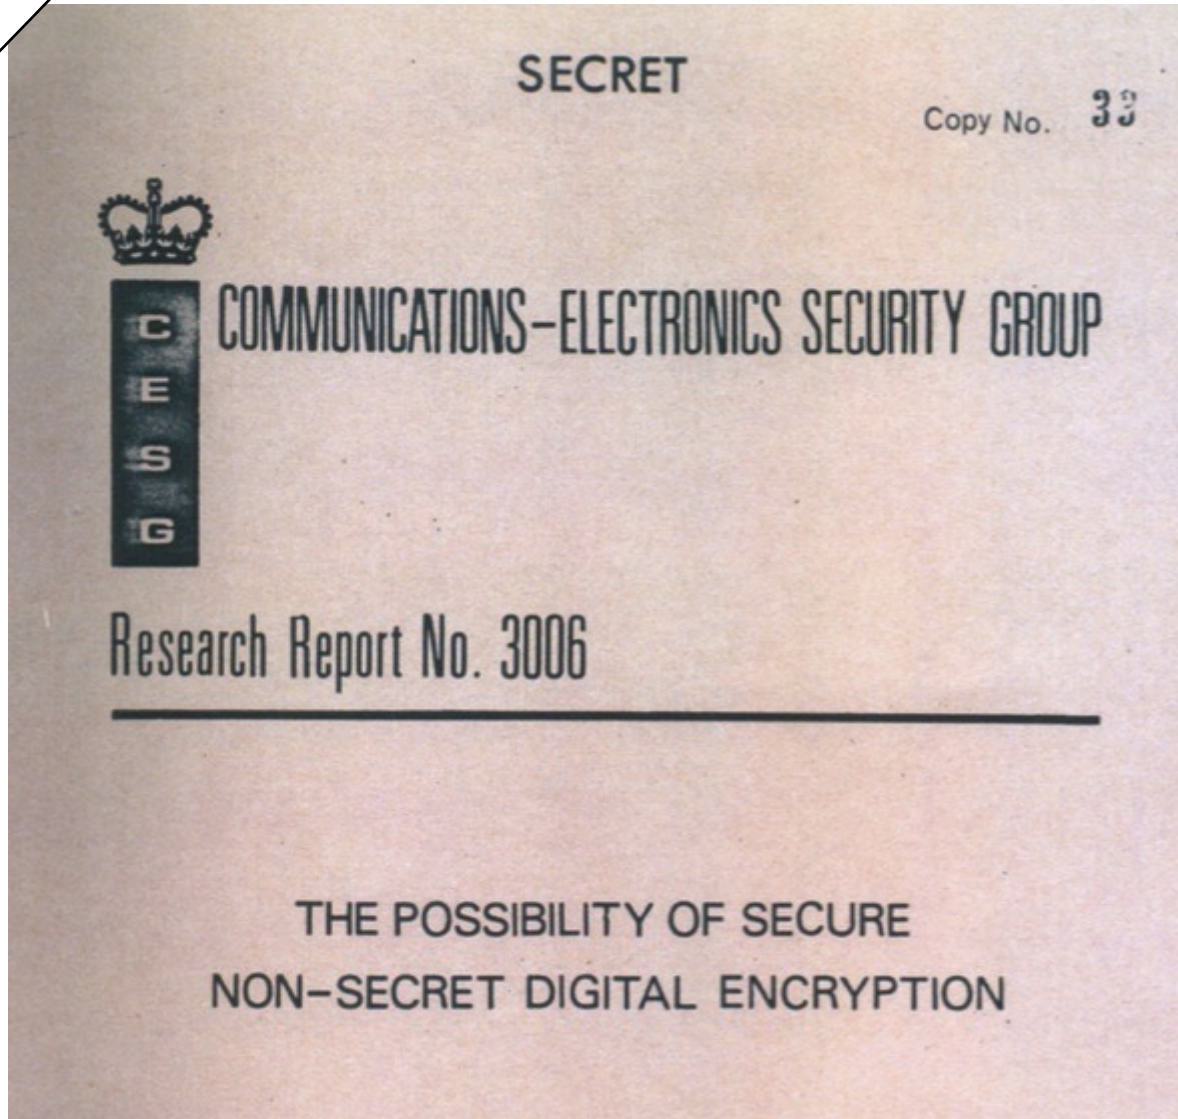 SECRET
Copy No. 33
C
E
S
G
COMMUNICATIONS-ELECTRONICS SECURITY GROUP
Research Report No. 3006
THE POSSIBILITY OF SECURE
NON-SECRET DIGITAL ENCRYPTION